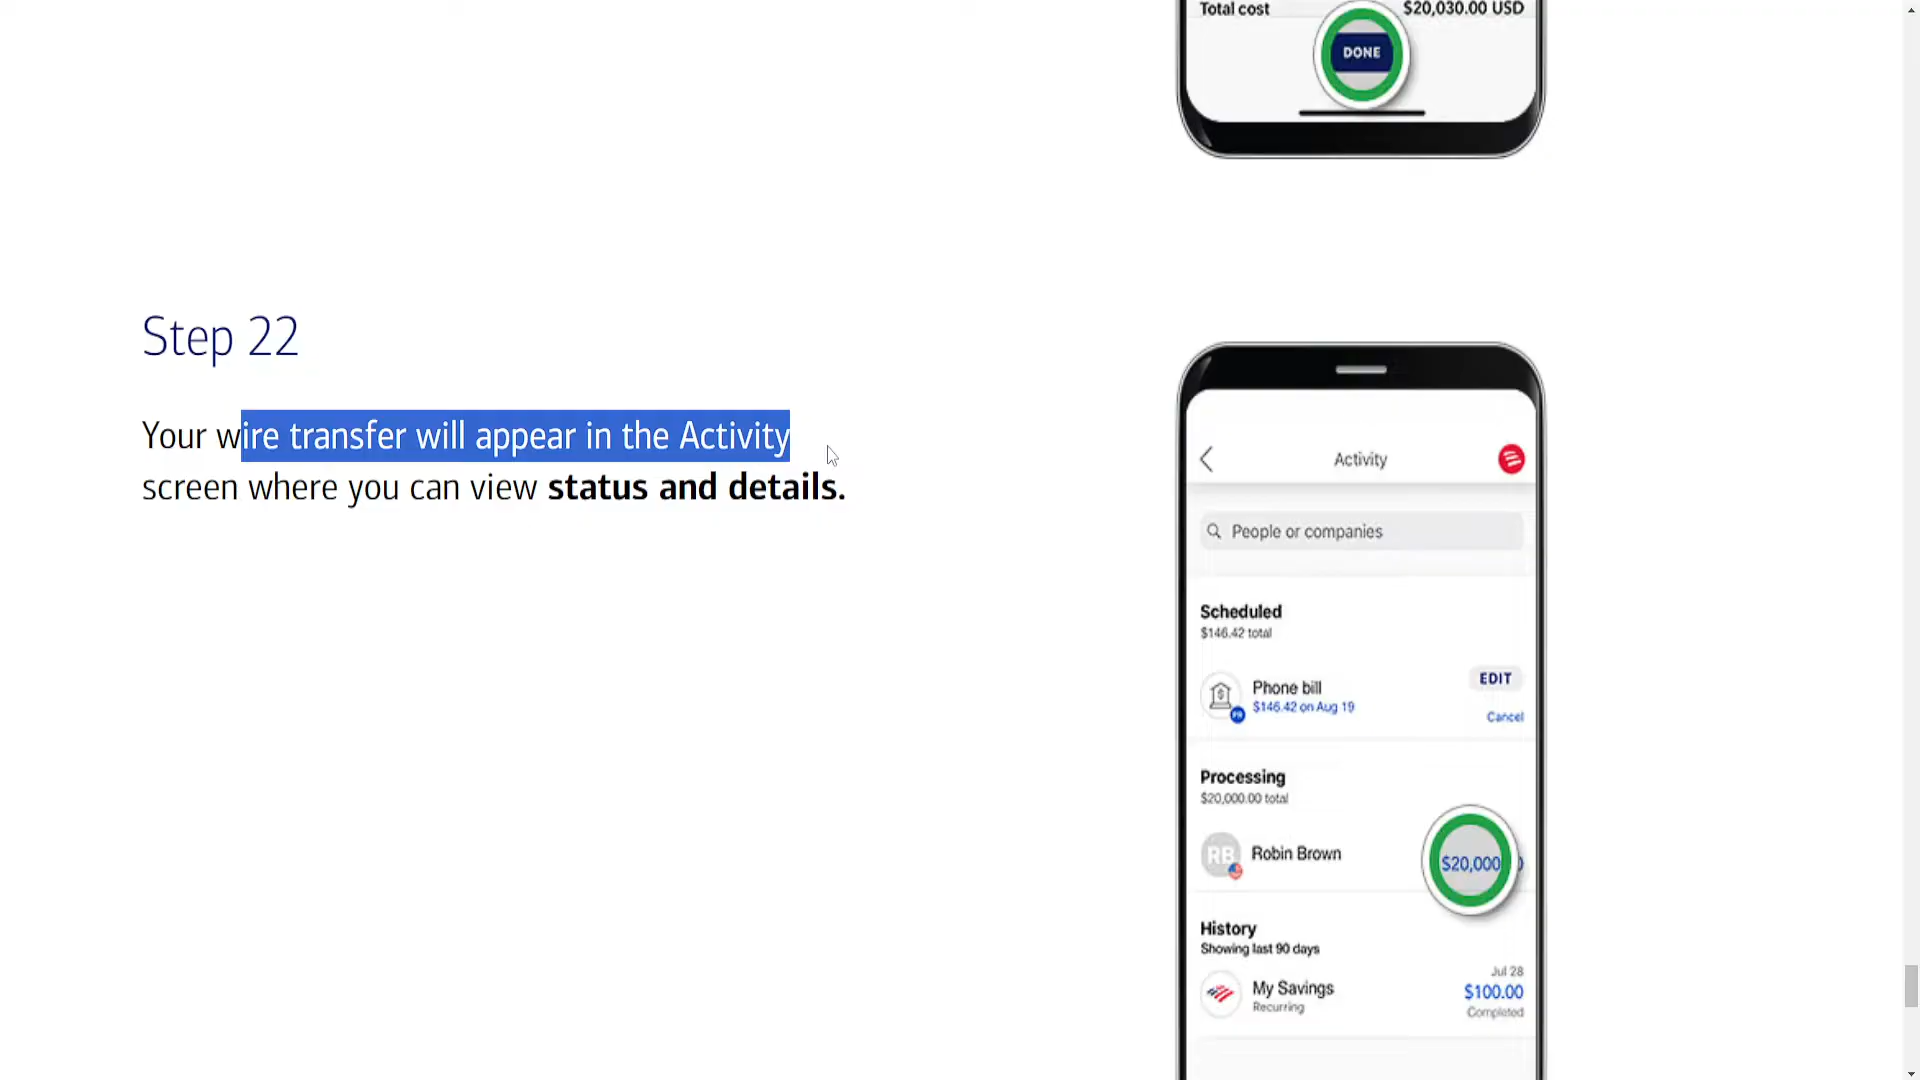 Total cost $20,030.00 USD
DONE
Step 22
Your wire transfer will appear in the Activity
screen where you can view status and details.
Activity
People or companies
Scheduled
$146.42 total
Phone bill
$146.42 on Aug 19
EDIT
Cancel
Processing
$20,000.00 total
RB
Robin Brown
$20,000
History
Showing last 90 days
My Savings
Recurring
Jul 28
$100.00
Completed